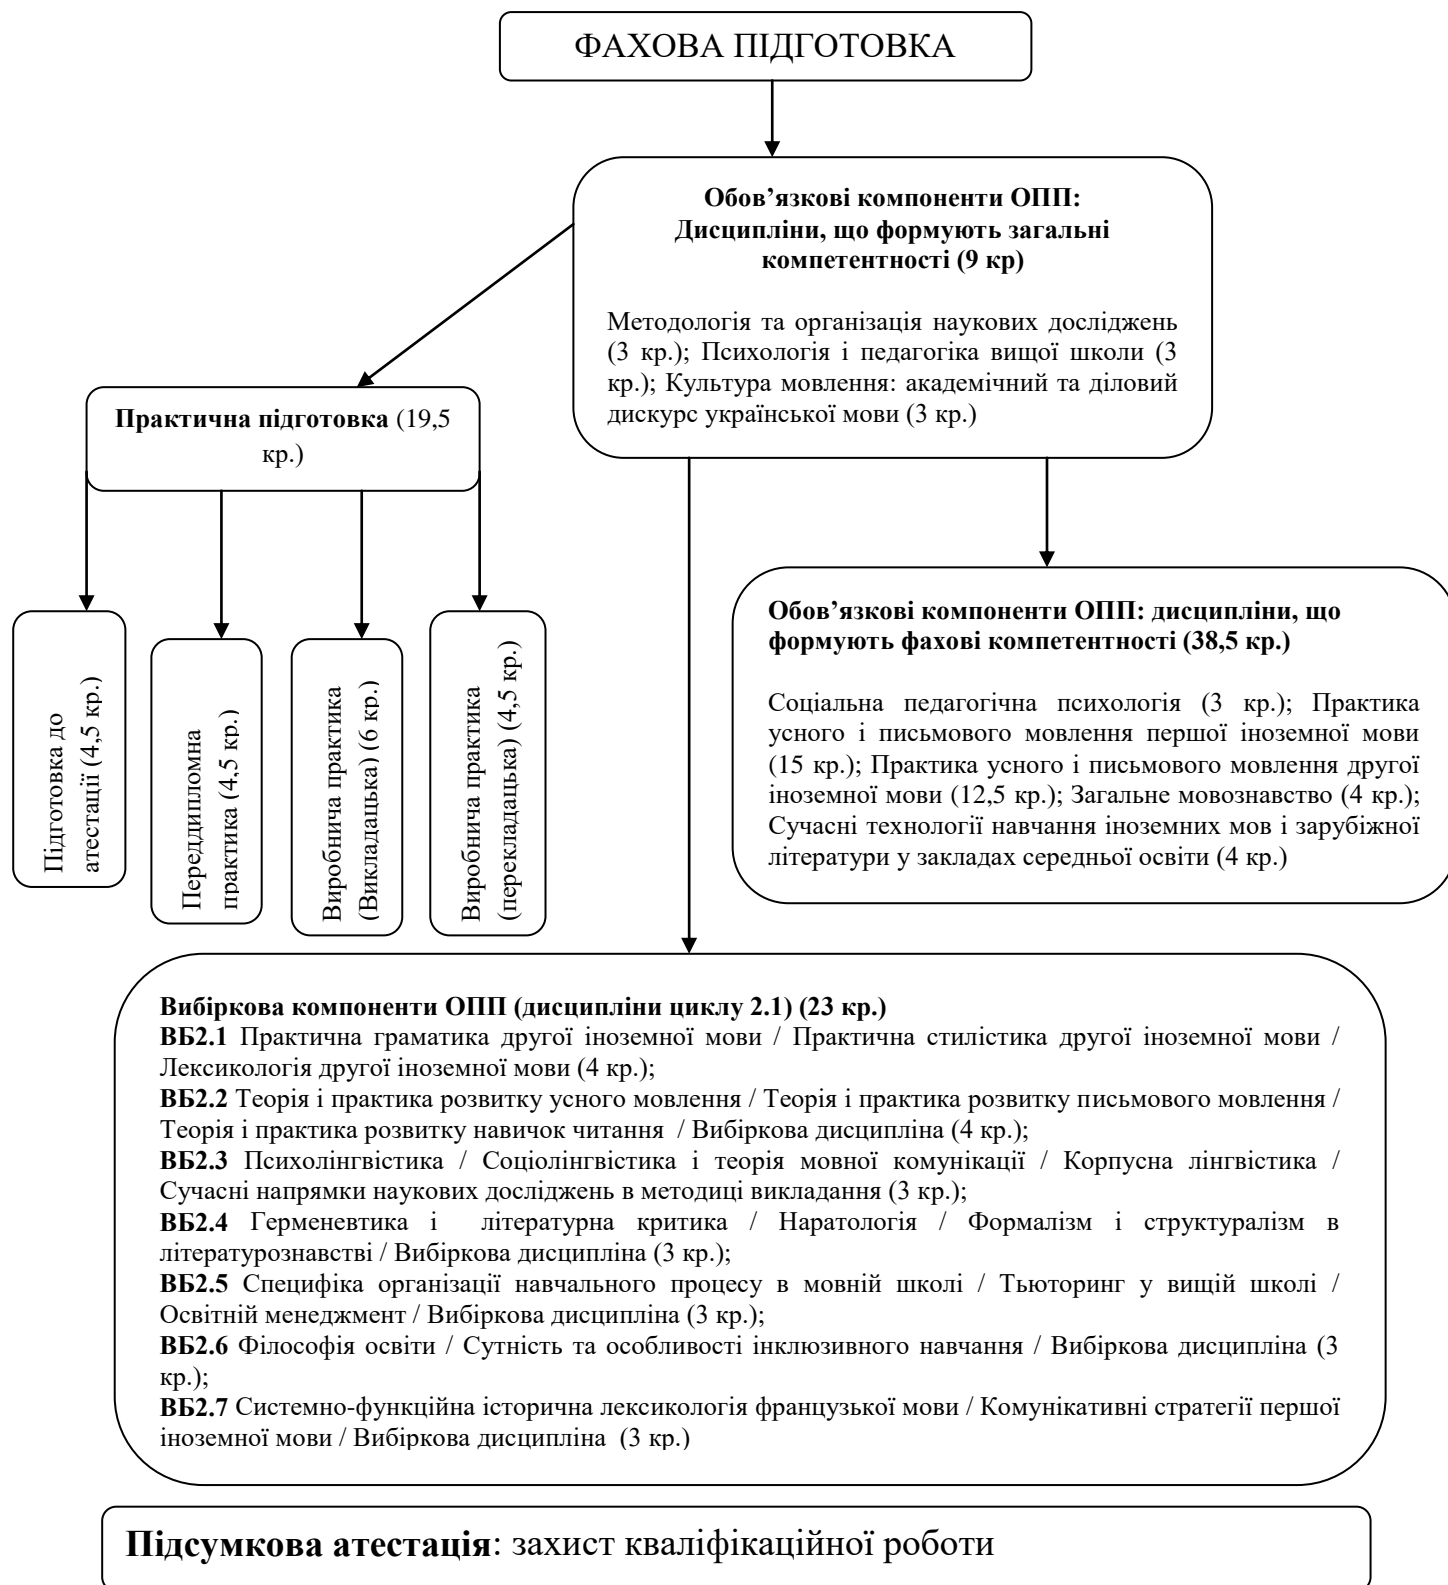 ФАХОВА ПІДГОТОВКА
Обов’язкові компоненти ОПП:
Дисципліни, що формують загальні
компетентності (9 кр)
Методологія та організація наукових досліджень
(3 кр.); Психологія і педагогіка вищої школи (3
кр.); Культура мовлення: академічний та діловий
дискурс української мови (3 кр.)
Практична підготовка (19,5
кр.)
Підготовка до
атестації (4,5 кр.)
Переддипломна
практика (4,5 кр.)
Виробнича практика
(Викладацька) (6 кр.)
Виробнича практика
(перекладацька) (4,5 кр.)
Обов’язкові компоненти ОПП: дисципліни, що
формують фахові компетентності (38,5 кр.)
Соціальна педагогічна психологія (3 кр.); Практика
усного і письмового мовлення першої іноземної мови
(15 кр.); Практика усного і письмового мовлення другої
іноземної мови (12,5 кр.); Загальне мовознавство (4 кр.);
Сучасні технології навчання іноземних мов і зарубіжної
літератури у закладах середньої освіти (4 кр.)
Вибіркова компоненти ОПП (дисципліни циклу 2.1) (23 кр.)
ВБ2.1 Практична граматика другої іноземної мови / Практична стилістика другої іноземної мови /
Лексикологія другої іноземної мови (4 кр.);
ВБ2.2 Теорія і практика розвитку усного мовлення / Теорія і практика розвитку письмового мовлення /
Теорія і практика розвитку навичок читання / Вибіркова дисципліна (4 кр.);
ВБ2.3 Психолінгвістика / Соціолінгвістика і теорія мовної комунікації / Корпусна лінгвістика /
Сучасні напрямки наукових досліджень в методиці викладання (3 кр.);
ВБ2.4 Герменевтика і літературна критика / Наратологія / Формалізм і структуралізм в
літературознавстві / Вибіркова дисципліна (3 кр.);
ВБ2.5 Специфіка організації навчального процесу в мовній школі / Тьюторинг у вищій школі /
Освітній менеджмент / Вибіркова дисципліна (3 кр.);
ВБ2.6 Філософія освіти / Сутність та особливості інклюзивного навчання / Вибіркова дисципліна (3
кр.);
ВБ2.7 Системно-функційна історична лексикологія французької мови / Комунікативні стратегії першої
іноземної мови / Вибіркова дисципліна (3 кр.)
Підсумкова атестація: захист кваліфікаційної роботи